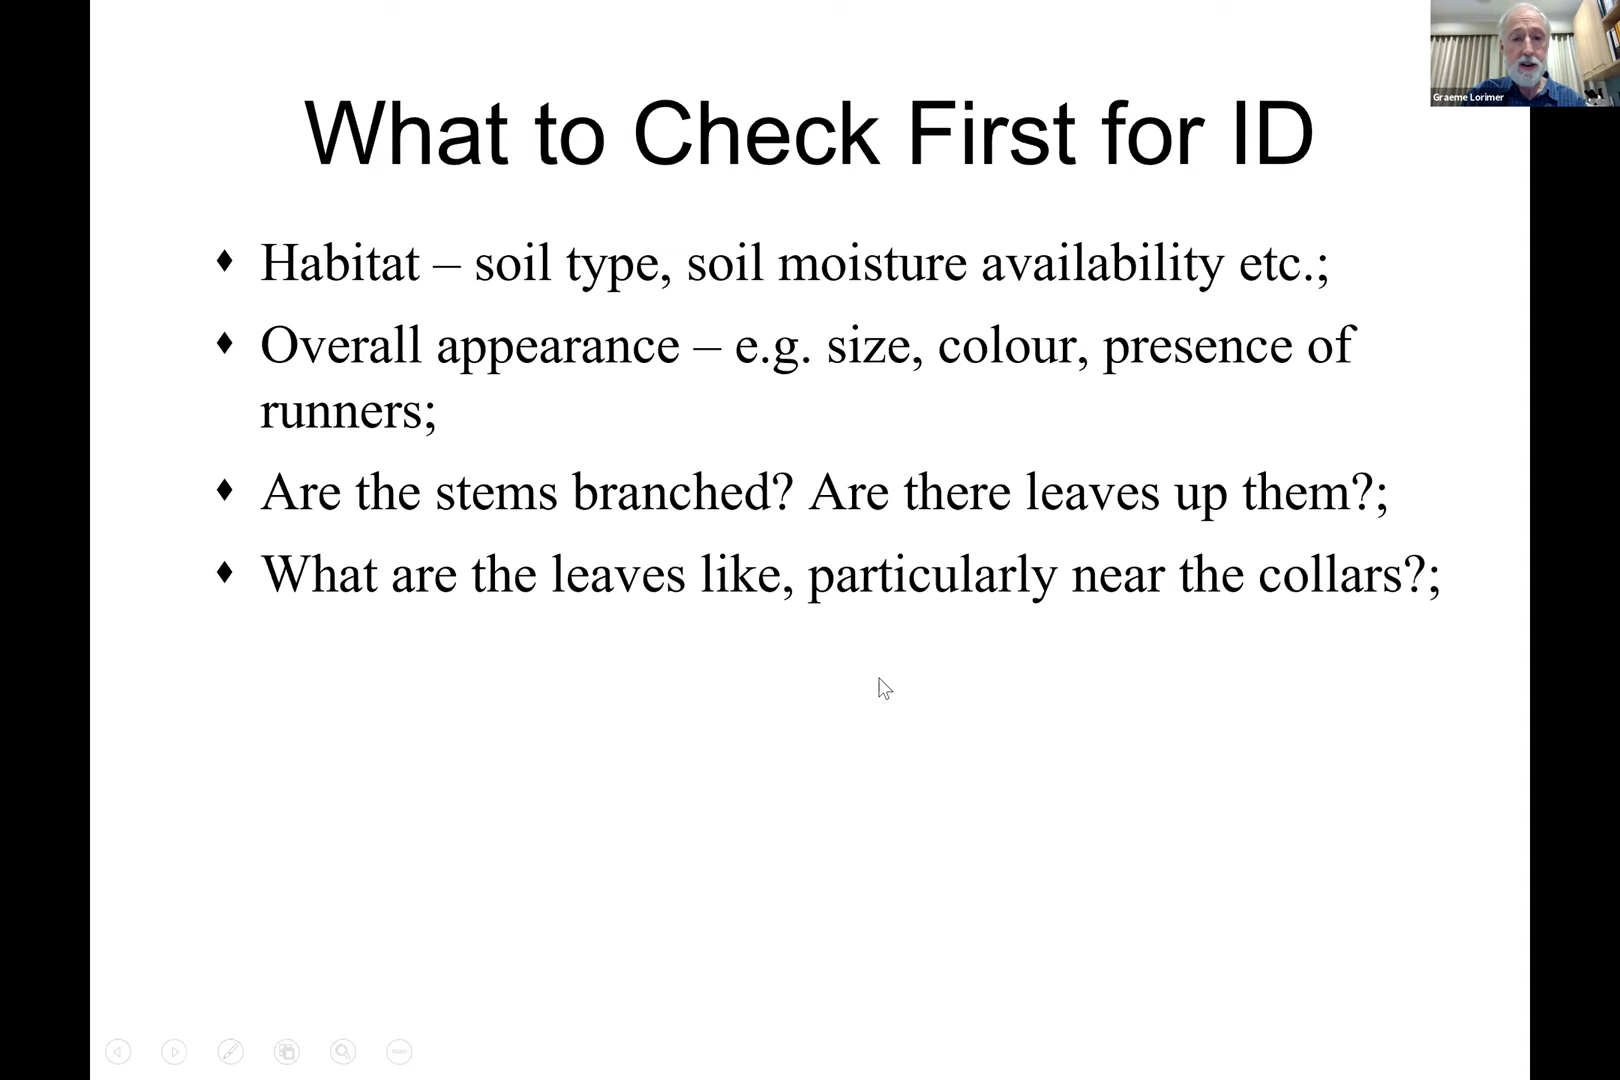 Graeme Lorimer
What to Check First for ID
♦ Habitat – soil type, soil moisture availability etc.;
♦ Overall appearance – e.g. size, colour, presence of
runners;
♦ Are the stems branched? Are there leaves up them?;
♦ What are the leaves like, particularly near the collars?;